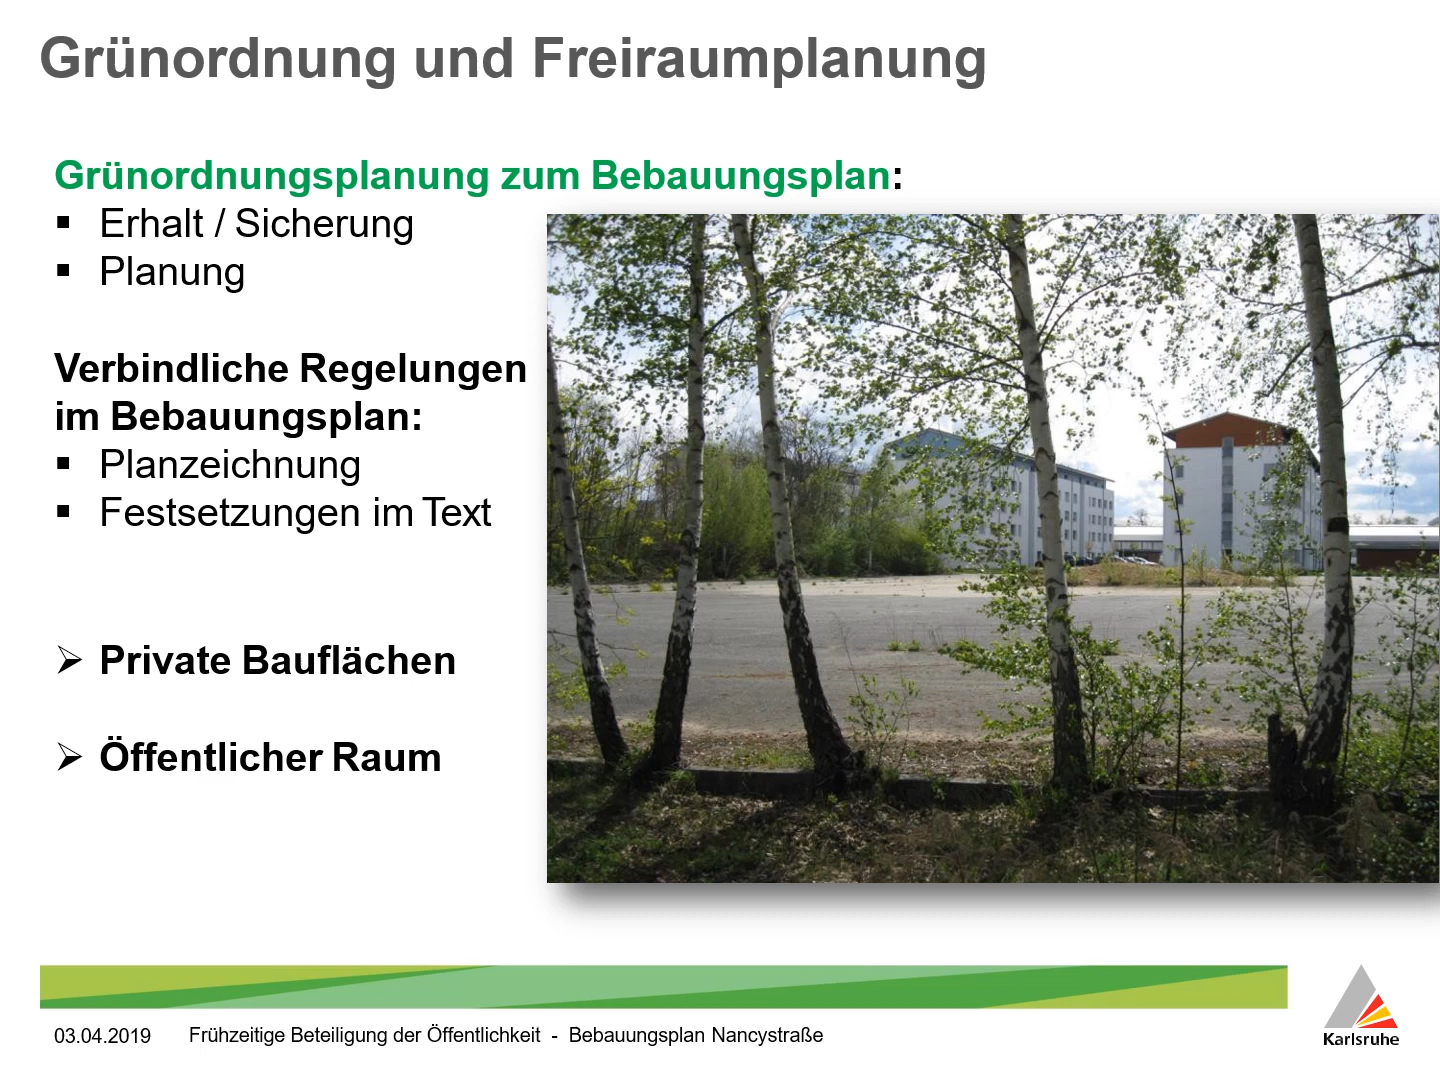 Grünordnung und Freiraumplanung
Grünordnungsplanung zum Bebauungsplan:
▪ Erhalt / Sicherung
▪ Planung
Verbindliche Regelungen
im Bebauungsplan:
▪ Planzeichnung
▪ Festsetzungen im Text
➢ Private Bauflächen
➢ Öffentlicher Raum
03.04.2019 Frühzeitige Beteiligung der Öffentlichkeit - Bebauungsplan Nancystraße
Karlsruhe